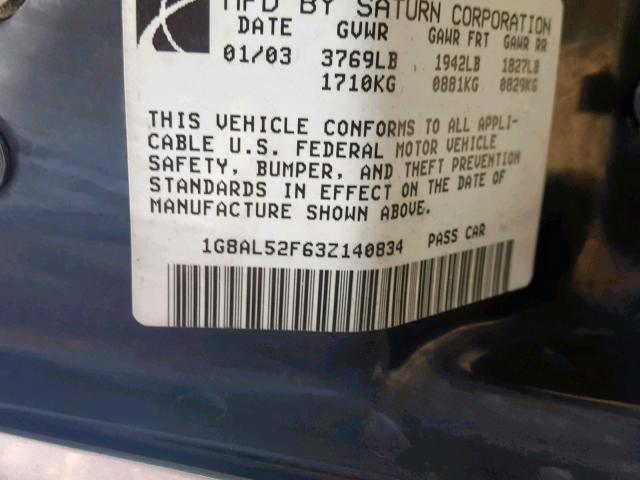 MFD BY SATURN CORPORATION
DATE GVWR GAWR FRT GAWR RR
01/03 3769LB 1942LB 1827LB
1710KG 0881KG 0829KG
THIS VEHICLE CONFORMS TO ALL APPLI-
CABLE U.S. FEDERAL MOTOR VEHICLE
SAFETY, BUMPER, AND THEFT PREVENTION
STANDARDS IN EFFECT ON THE DATE OF
MANUFACTURE SHOWN ABOVE.
1G8AL52F63Z140834 PASS CAR